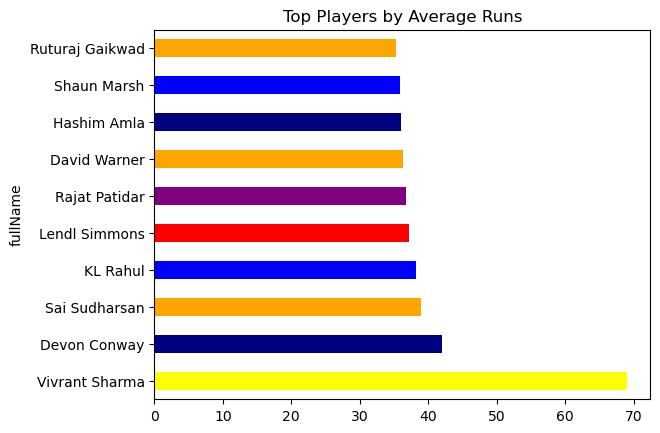 Top Players by Average Runs
fullName
Ruturaj Gaikwad
Shaun Marsh
Hashim Amla
David Warner
Rajat Patidar
Lendl Simmons
KL Rahul
Sai Sudharsan
Devon Conway
Vivrant Sharma
0 10 20 30 40 50 60 70